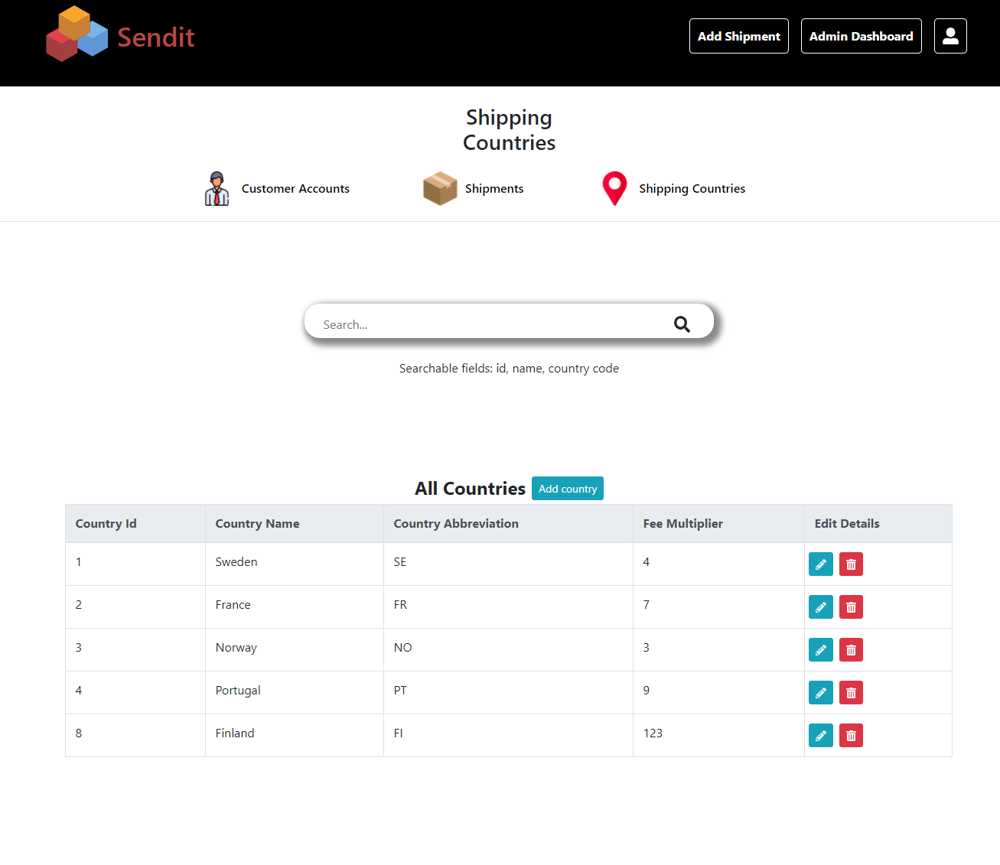 Sendit
Add Shipment
Admin Dashboard
Shipping
Countries
Customer Accounts
Shipments
Shipping Countries
Search...
Searchable fields: id, name, country code
All Countries
Add country
Country Id
Country Name
Country Abbreviation
Fee Multiplier
Edit Details
1
Sweden
SE
4
2
France
FR
7
3
Norway
NO
3
4
Portugal
PT
9
8
Finland
FI
123